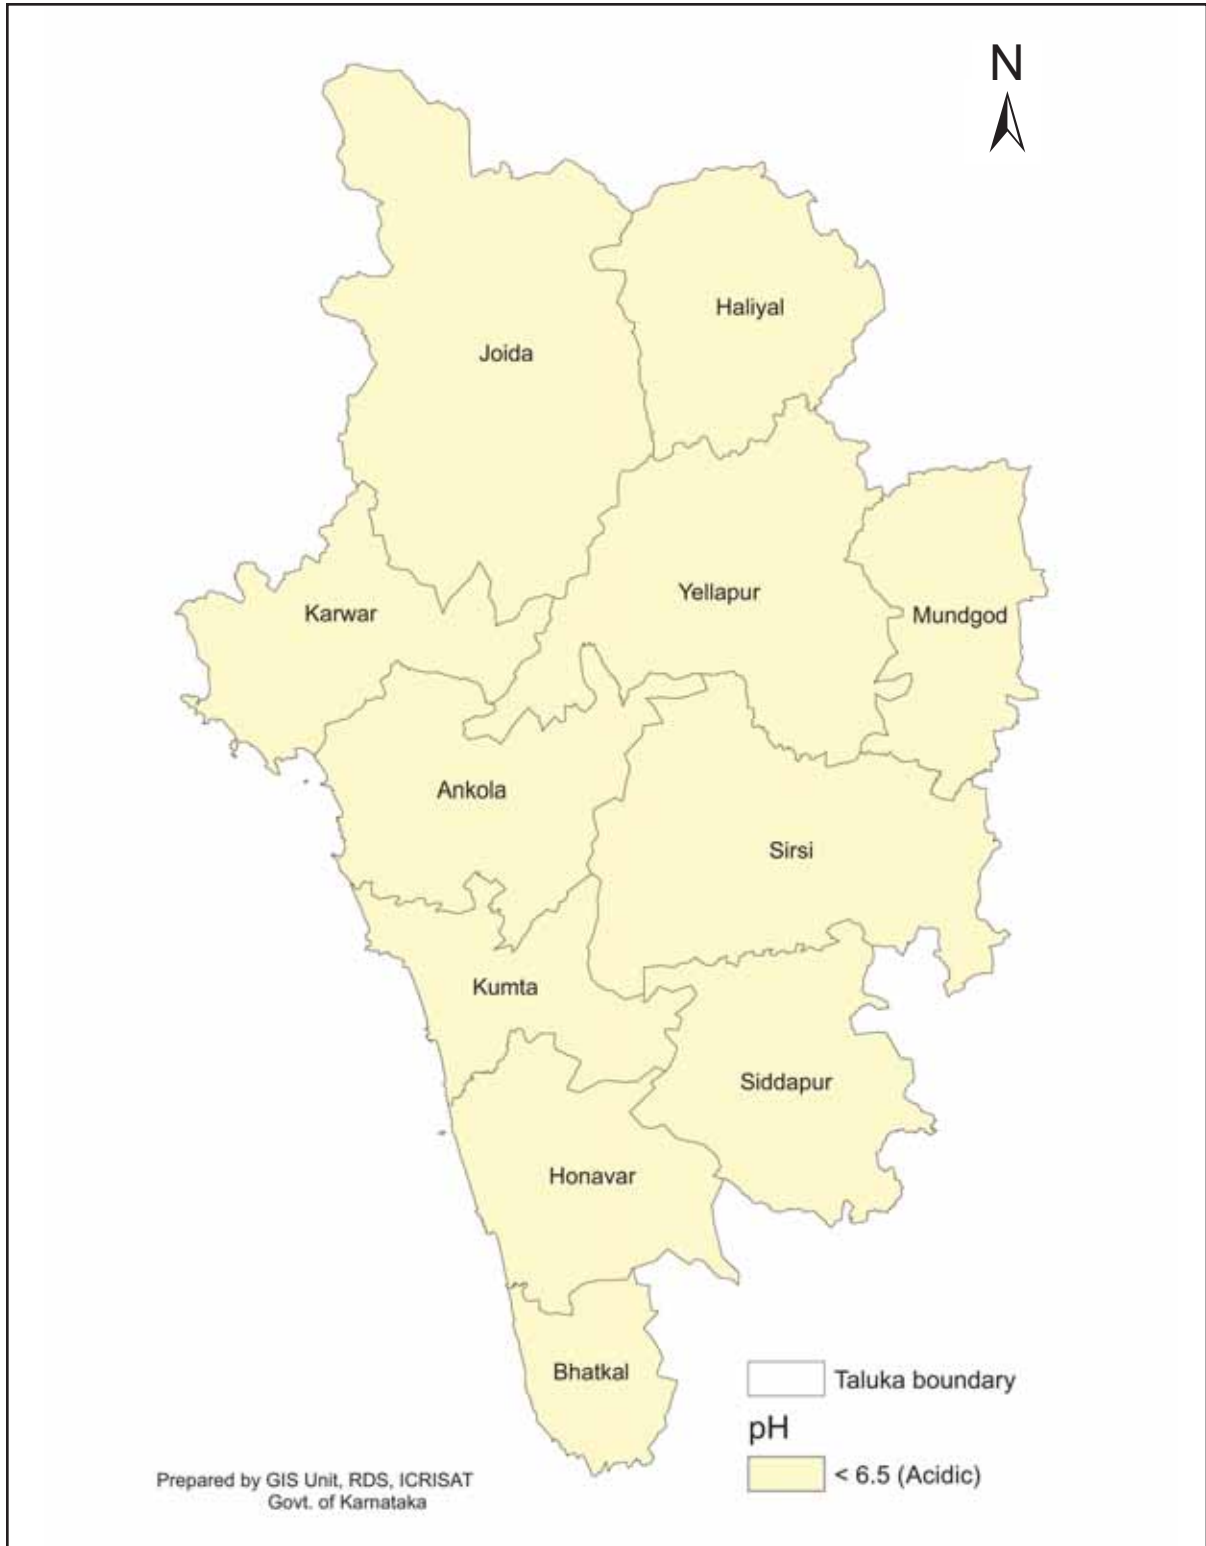 N
Haliyal
Joida
Yellapur
Karwar
Mundgod
Ankola
Sirsi
Kumta
Siddapur
Honavar
Bhatkal
Taluka boundary
pH
< 6.5 (Acidic)
Prepared by GIS Unit, RDS, ICRISAT
Govt. of Karnataka